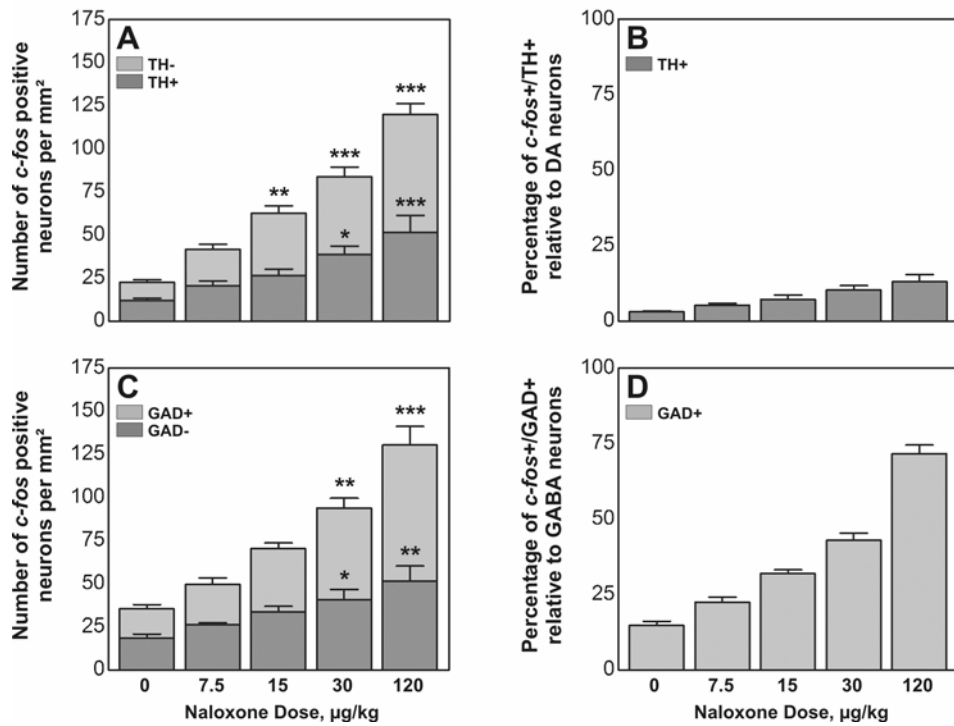 A
TH-
TH+
Number of c-fos positive
neurons per mm²
175
150
125
100
75
50
25
0
**
***
*
***
***
B
TH+
Percentage of c-fos+/TH+
relative to DA neurons
100
75
50
25
0
C
GAD+
GAD-
Number of c-fos positive
neurons per mm²
175
150
125
100
75
50
25
0
**
*
***
**
0 7.5 15 30 120
Naloxone Dose, µg/kg
D
GAD+
Percentage of c-fos+/GAD+
relative to GABA neurons
100
75
50
25
0
0 7.5 15 30 120
Naloxone Dose, µg/kg